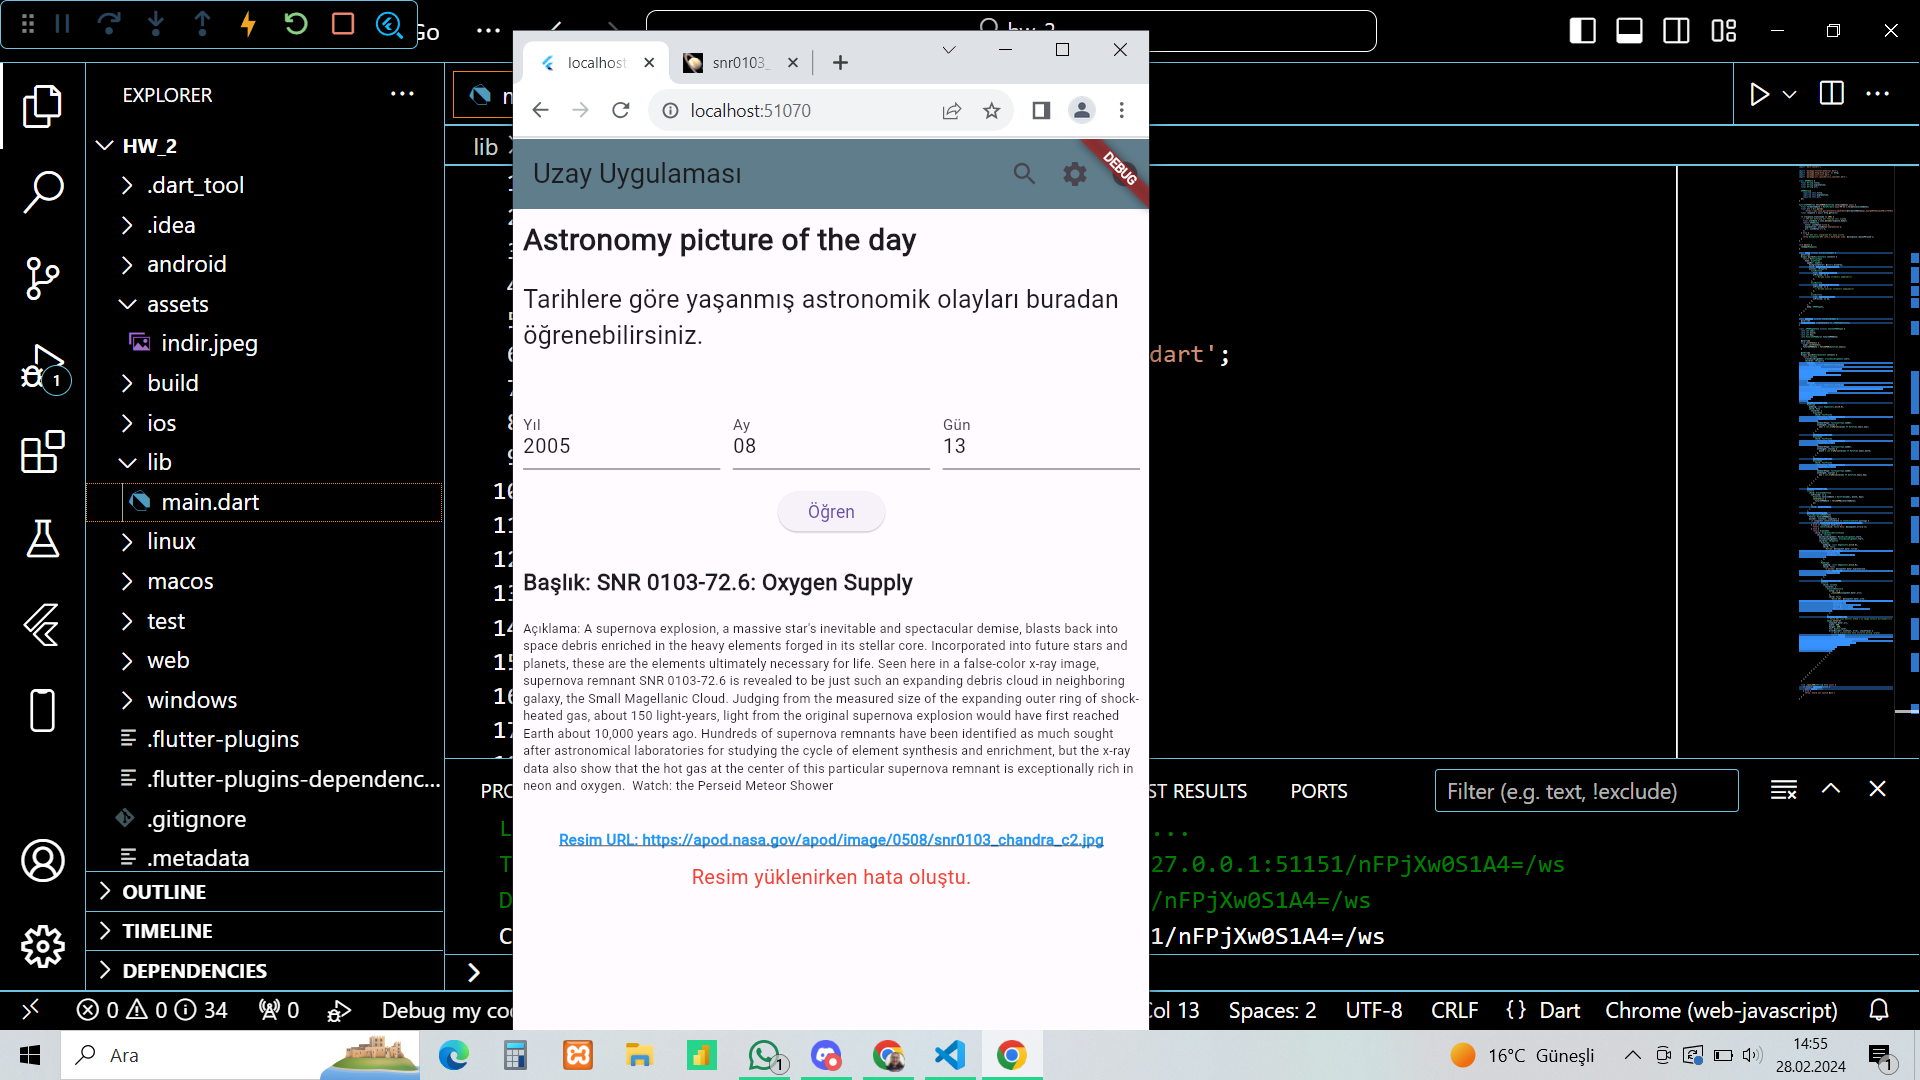 Go
hw_2
localhost
snr0103_
localhost:51070
EXPLORER
HW_2
.dart_tool
.idea
android
assets
indir.jpeg
build
ios
lib
main.dart
linux
macos
test
web
windows
.flutter-plugins
.flutter-plugins-dependenc...
.gitignore
.metadata
OUTLINE
TIMELINE
DEPENDENCIES
1
lib
10
11
12
13
14
15
16
17
Uzay Uygulaması
DEBUG
Astronomy picture of the day
Tarihlere göre yaşanmış astronomik olayları buradan
öğrenebilirsiniz.
Yıl Ay Gün
2005 08 13
Öğren
Başlık: SNR 0103-72.6: Oxygen Supply
Açıklama: A supernova explosion, a massive star's inevitable and spectacular demise, blasts back into
space debris enriched in the heavy elements forged in its stellar core. Incorporated into future stars and
planets, these are the elements ultimately necessary for life. Seen here in a false-color x-ray image,
supernova remnant SNR 0103-72.6 is revealed to be just such an expanding debris cloud in neighboring
galaxy, the Small Magellanic Cloud. Judging from the measured size of the expanding outer ring of shock-
heated gas, about 150 light-years, light from the original supernova explosion would have first reached
Earth about 10,000 years ago. Hundreds of supernova remnants have been identified as much sought
after astronomical laboratories for studying the cycle of element synthesis and enrichment, but the x-ray
data also show that the hot gas at the center of this particular supernova remnant is exceptionally rich in
neon and oxygen.  Watch: the Perseid Meteor Shower
Resim URL: https://apod.nasa.gov/apod/image/0508/snr0103_chandra_c2.jpg
Resim yüklenirken hata oluştu.
dart';
PRO
ST RESULTS
PORTS
Filter (e.g. text, !exclude)
L ...
T 27.0.0.1:51151/nFPjXw0S1A4=/ws
D /nFPjXw0S1A4=/ws
C 1/nFPjXw0S1A4=/ws
0 0 34 0 Debug my co
Col 13 Spaces: 2 UTF-8 CRLF {} Dart Chrome (web-javascript)
Ara
1
16°C Güneşli
14:55
28.02.2024
1